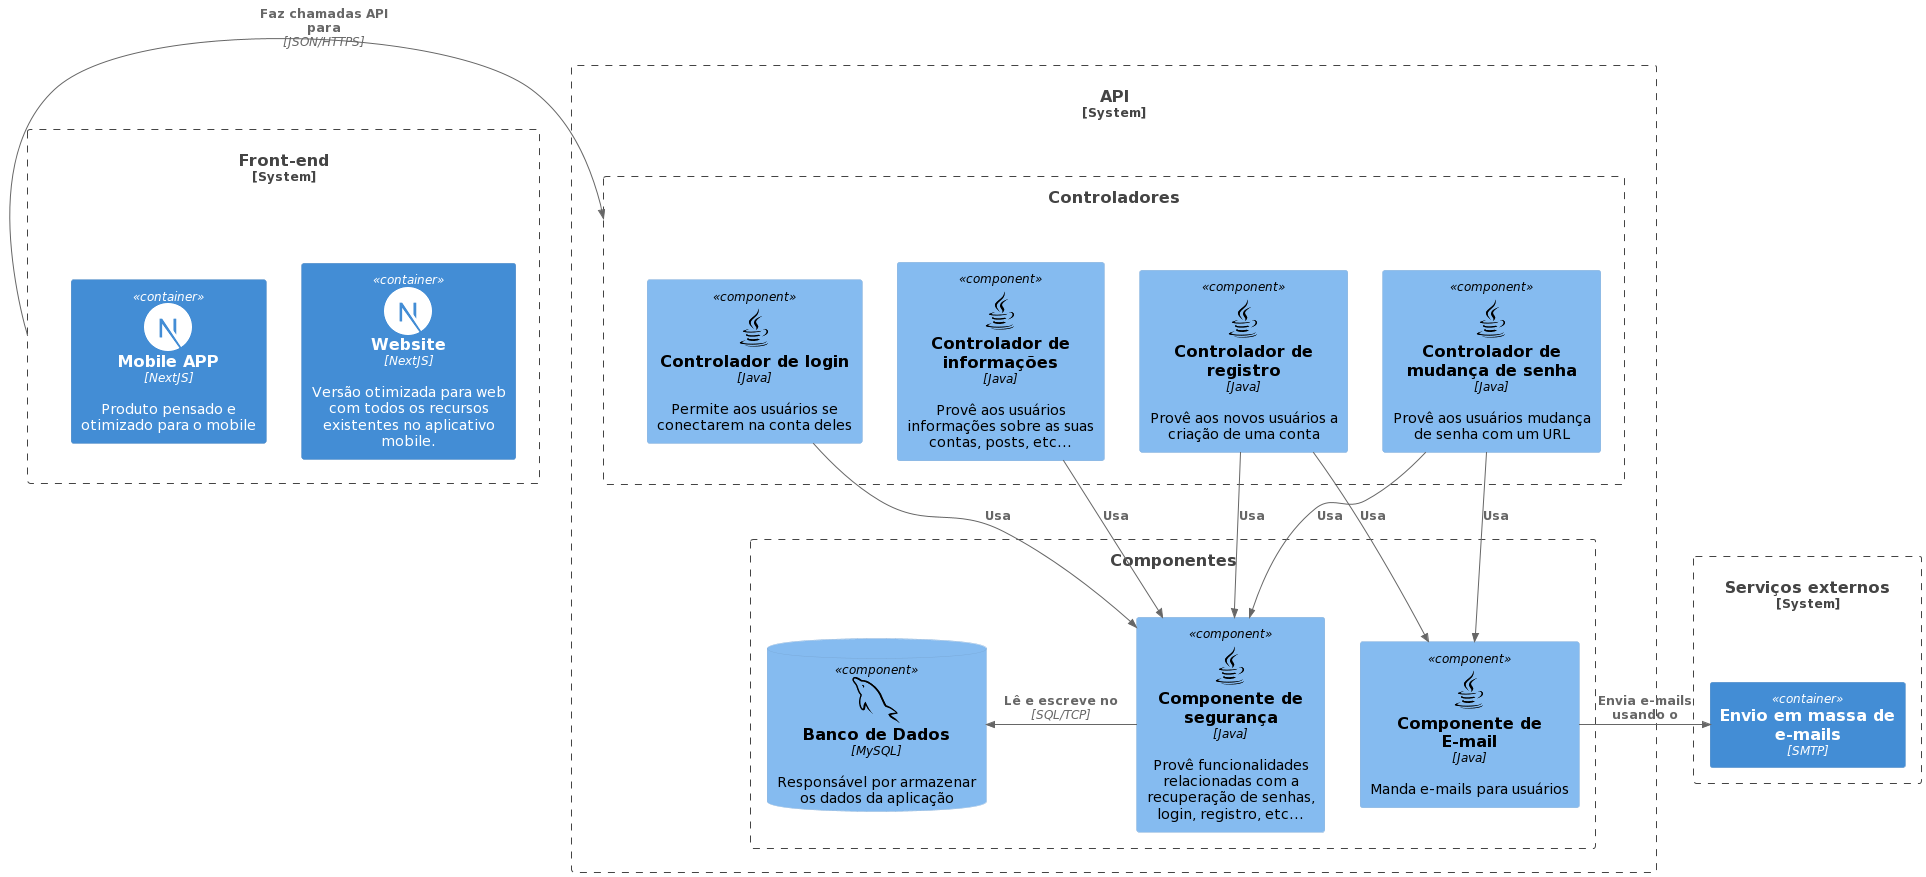 Faz chamadas API
para
[JSON/HTTPS]
Front-end
[System]
«container»
Mobile APP
[NextJS]
Produto pensado e
otimizado para o mobile
«container»
Website
[NextJS]
Versão otimizada para web
com todos os recursos
existentes no aplicativo
mobile.
API
[System]
Controladores
«component»
Controlador de login
[Java]
Permite aos usuários se
conectarem na conta deles
«component»
Controlador de
informações
[Java]
Provê aos usuários
informações sobre as suas
contas, posts, etc...
«component»
Controlador de
registro
[Java]
Provê aos novos usuários a
criação de uma conta
«component»
Controlador de
mudança de senha
[Java]
Provê aos usuários mudança
de senha com um URL
Usa
Usa
Usa
Usa
Usa
Usa
Componentes
«component»
Banco de Dados
[MySQL]
Responsável por armazenar
os dados da aplicação
Lê e escreve no
[SQL/TCP]
«component»
Componente de
segurança
[Java]
Provê funcionalidades
relacionadas com a
recuperação de senhas,
login, registro, etc...
«component»
Componente de
E-mail
[Java]
Manda e-mails para usuários
Envia e-mails
usando o
Serviços externos
[System]
«container»
Envio em massa de
e-mails
[SMTP]